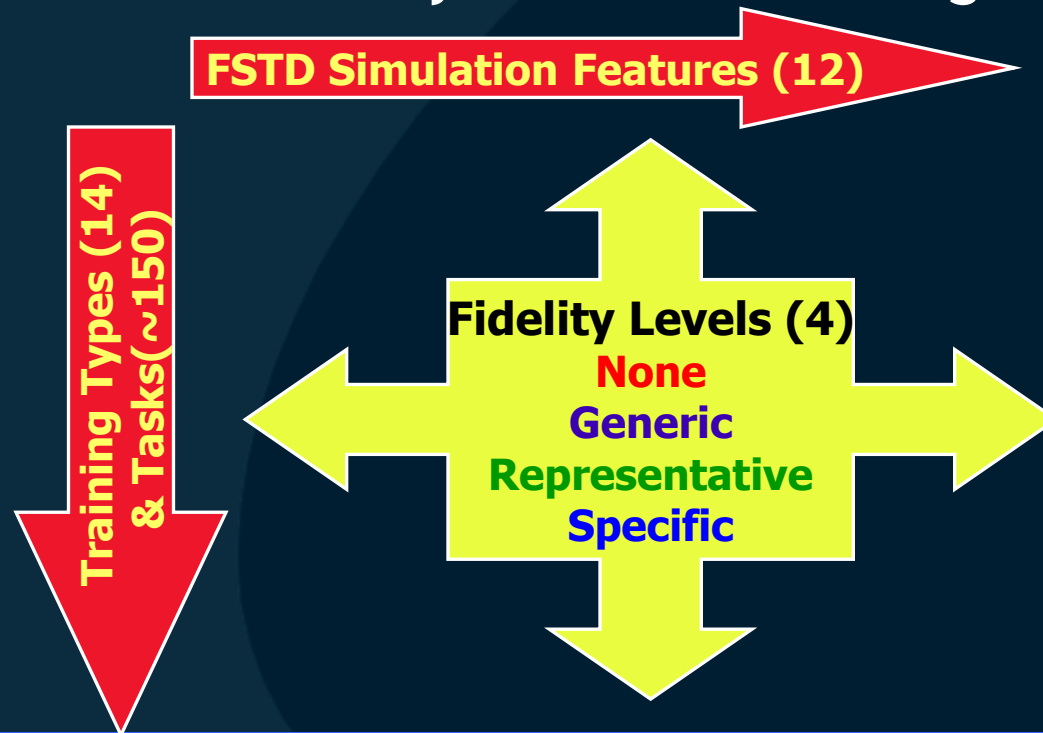 FSTD Simulation Features (12)
Training Types (14)
& Tasks(~150)
Fidelity Levels (4)
None
Generic
Representative
Specific